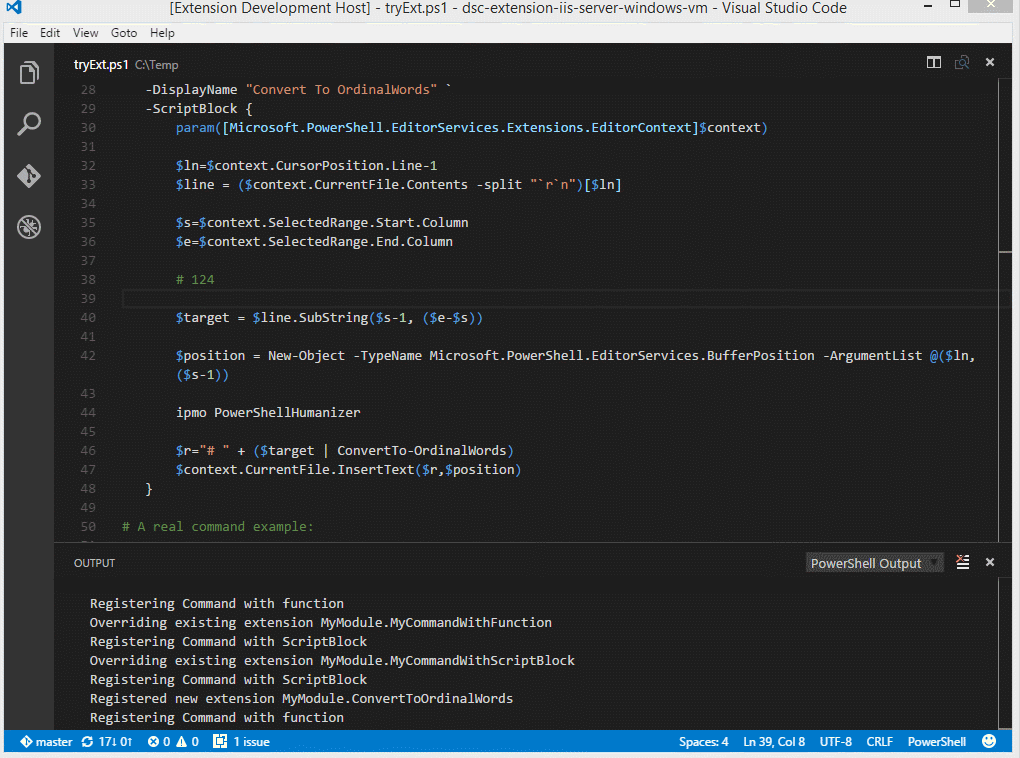 [Extension Development Host] - tryExt.ps1 - dsc-extension-iis-server-windows-vm - Visual Studio Code
File Edit View Goto Help
tryExt.ps1 C:\Temp
28 -DisplayName "Convert To OrdinalWords" `
29 -ScriptBlock {
30 param([Microsoft.PowerShell.EditorServices.Extensions.EditorContext]$context)
31
32 $ln=$context.CursorPosition.Line-1
33 $line = ($context.CurrentFile.Contents -split "`r`n")[$ln]
34
35 $s=$context.SelectedRange.Start.Column
36 $e=$context.SelectedRange.End.Column
37
38 # 124
39
40 $target = $line.SubString($s-1, ($e-$s))
41
42 $position = New-Object -TypeName Microsoft.PowerShell.EditorServices.BufferPosition -ArgumentList @($ln,
($s-1))
43
44 ipmo PowerShellHumanizer
45
46 $r="# " + ($target | ConvertTo-OrdinalWords)
47 $context.CurrentFile.InsertText($r,$position)
48 }
49
50 # A real command example:
OUTPUT
PowerShell Output
Registering Command with function
Overriding existing extension MyModule.MyCommandWithFunction
Registering Command with ScriptBlock
Overriding existing extension MyModule.MyCommandWithScriptBlock
Registering Command with ScriptBlock
Registered new extension MyModule.ConvertToOrdinalWords
Registering Command with function
master 17↓ 0↑ 0 0 1 issue Spaces: 4 Ln 39, Col 8 UTF-8 CRLF PowerShell